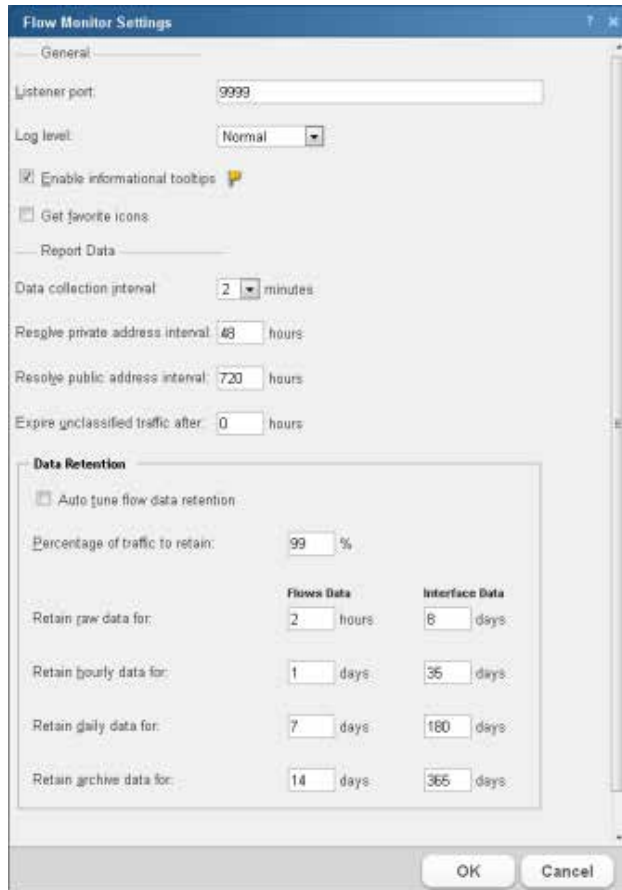 Flow Monitor Settings ? ×
General
Listener port: 9999
Log level: Normal
Enable informational tooltips
Get favorite icons
Report Data
Data collection interval 2 minutes
Resolve private address interval: 48 hours
Resolve public address interval: 720 hours
Expire unclassified traffic after: 0 hours
Data Retention
Auto tune flow data retention
Percentage of traffic to retain: 99 %
Flows Data Interface Data
Retain raw data for: 2 hours 8 days
Retain hourly data for: 1 days 35 days
Retain daily data for: 7 days 180 days
Retain archive data for: 14 days 365 days
OK Cancel